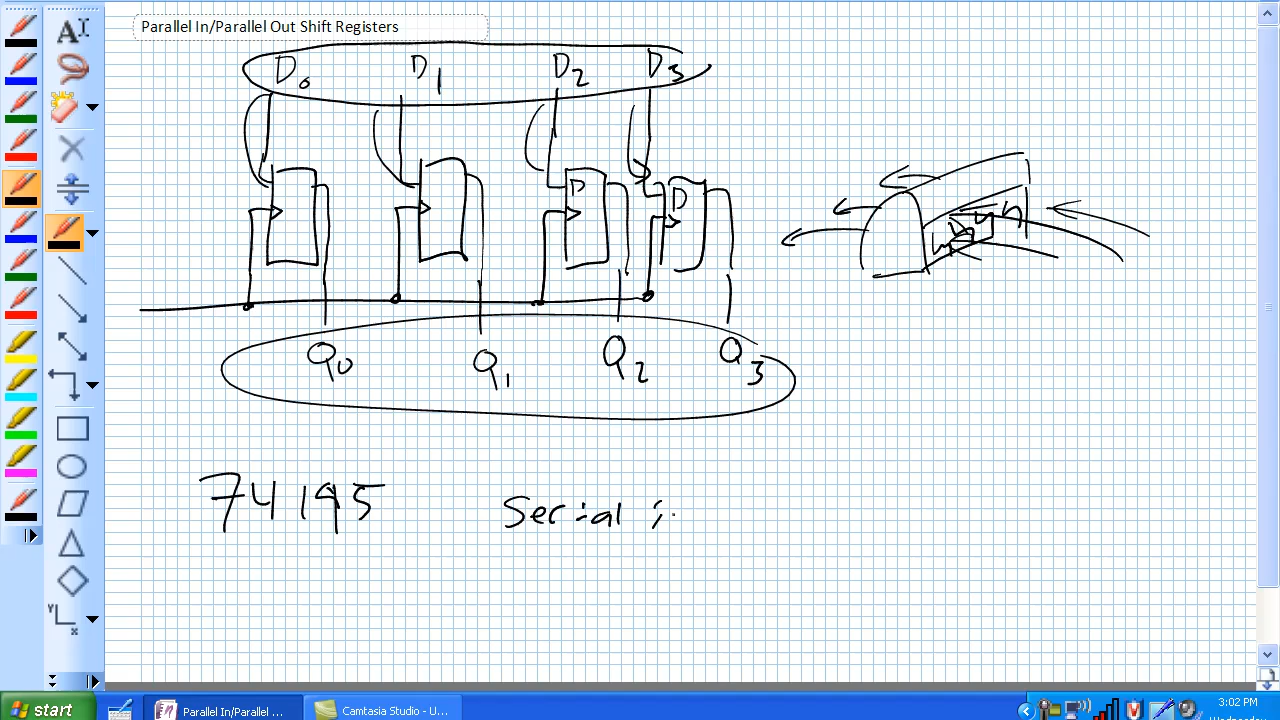 Parallel In/Parallel Out Shift Registers
D0 D1 D2 D3
D D
Q0 Q1 Q2 Q3
74195 Serial i
start Parallel In/Parallel ... Camtasia Studio - U... 3:02 PM